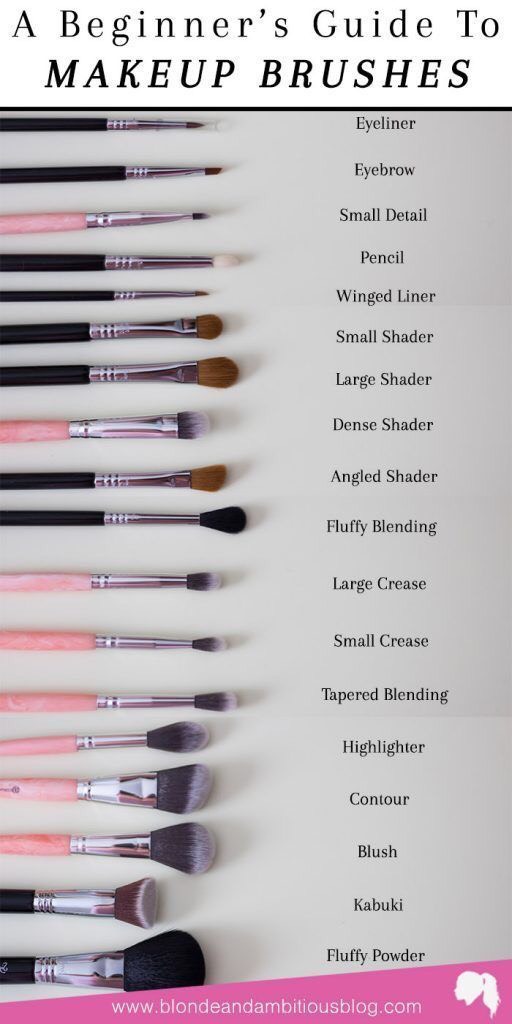 A Beginner's Guide To
MAKEUP BRUSHES
Eyeliner
Eyebrow
Small Detail
Pencil
Winged Liner
Small Shader
Large Shader
Dense Shader
Angled Shader
Fluffy Blending
Large Crease
Small Crease
Tapered Blending
Highlighter
Contour
Blush
Kabuki
Fluffy Powder
www.blondeandambitiousblog.com